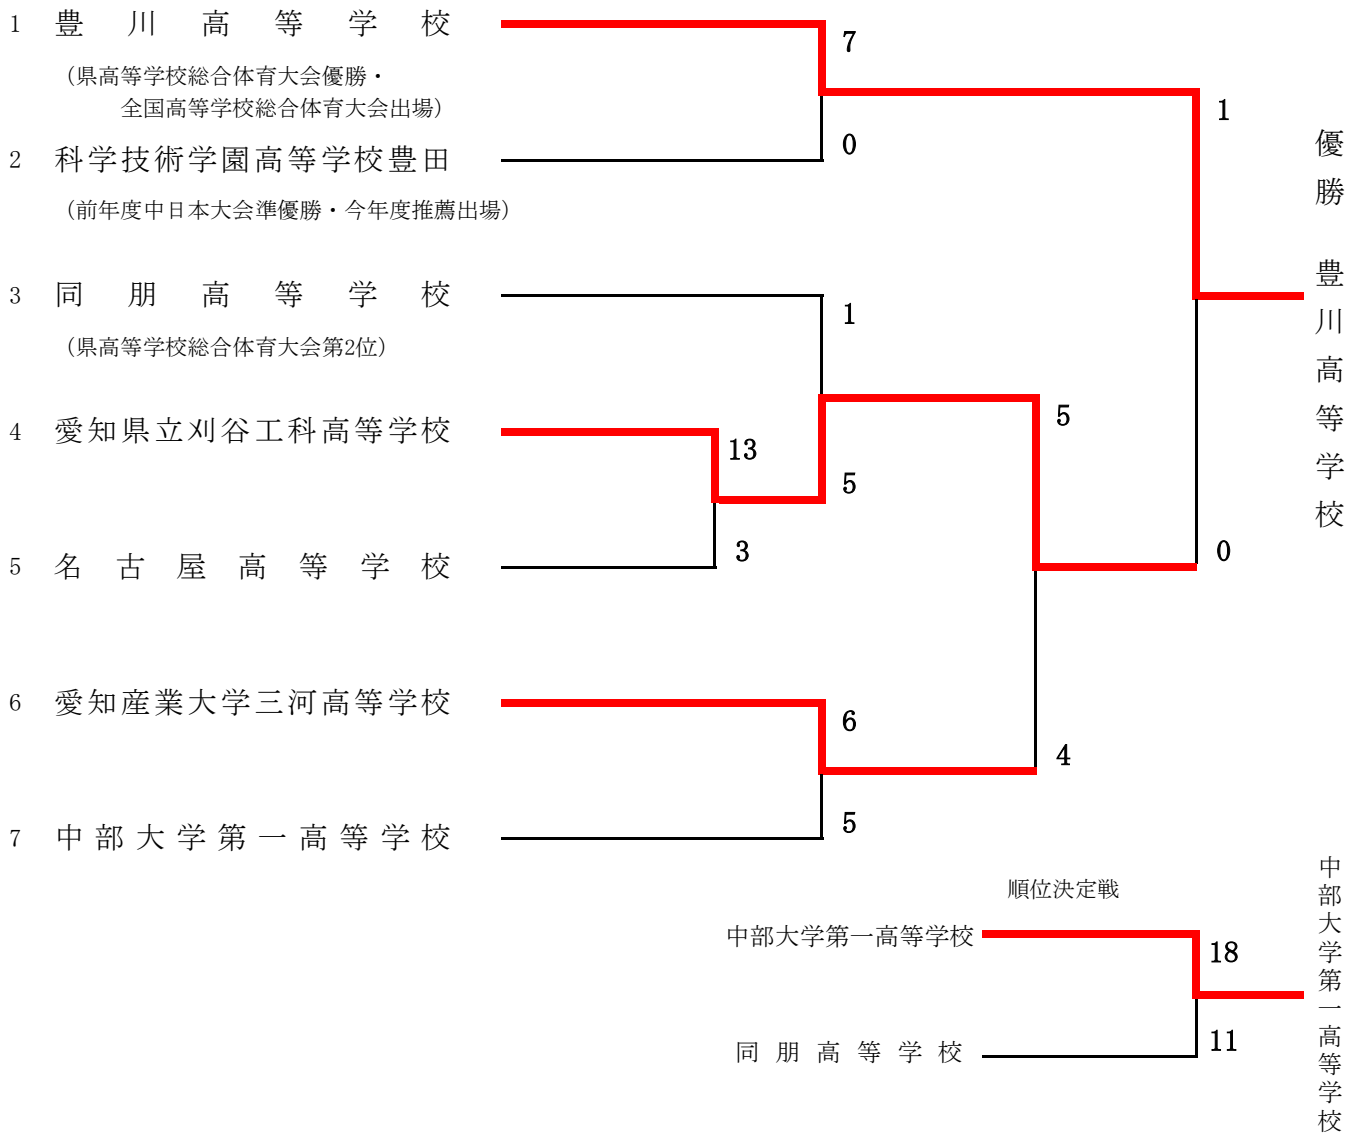 1 豊川高等学校
（県高等学校総合体育大会優勝・
全国高等学校総合体育大会出場）
2 科学技術学園高等学校豊田
（前年度中日本大会準優勝・今年度推薦出場）
3 同朋高等学校
（県高等学校総合体育大会第2位）
4 愛知県立刈谷工科高等学校
5 名古屋高等学校
6 愛知産業大学三河高等学校
7 中部大学第一高等学校
7
0
1
5
13
3
6
5
5
4
1
0
優勝 豊川高等学校
順位決定戦
中部大学第一高等学校
18
同朋高等学校
11
中部大学第一高等学校